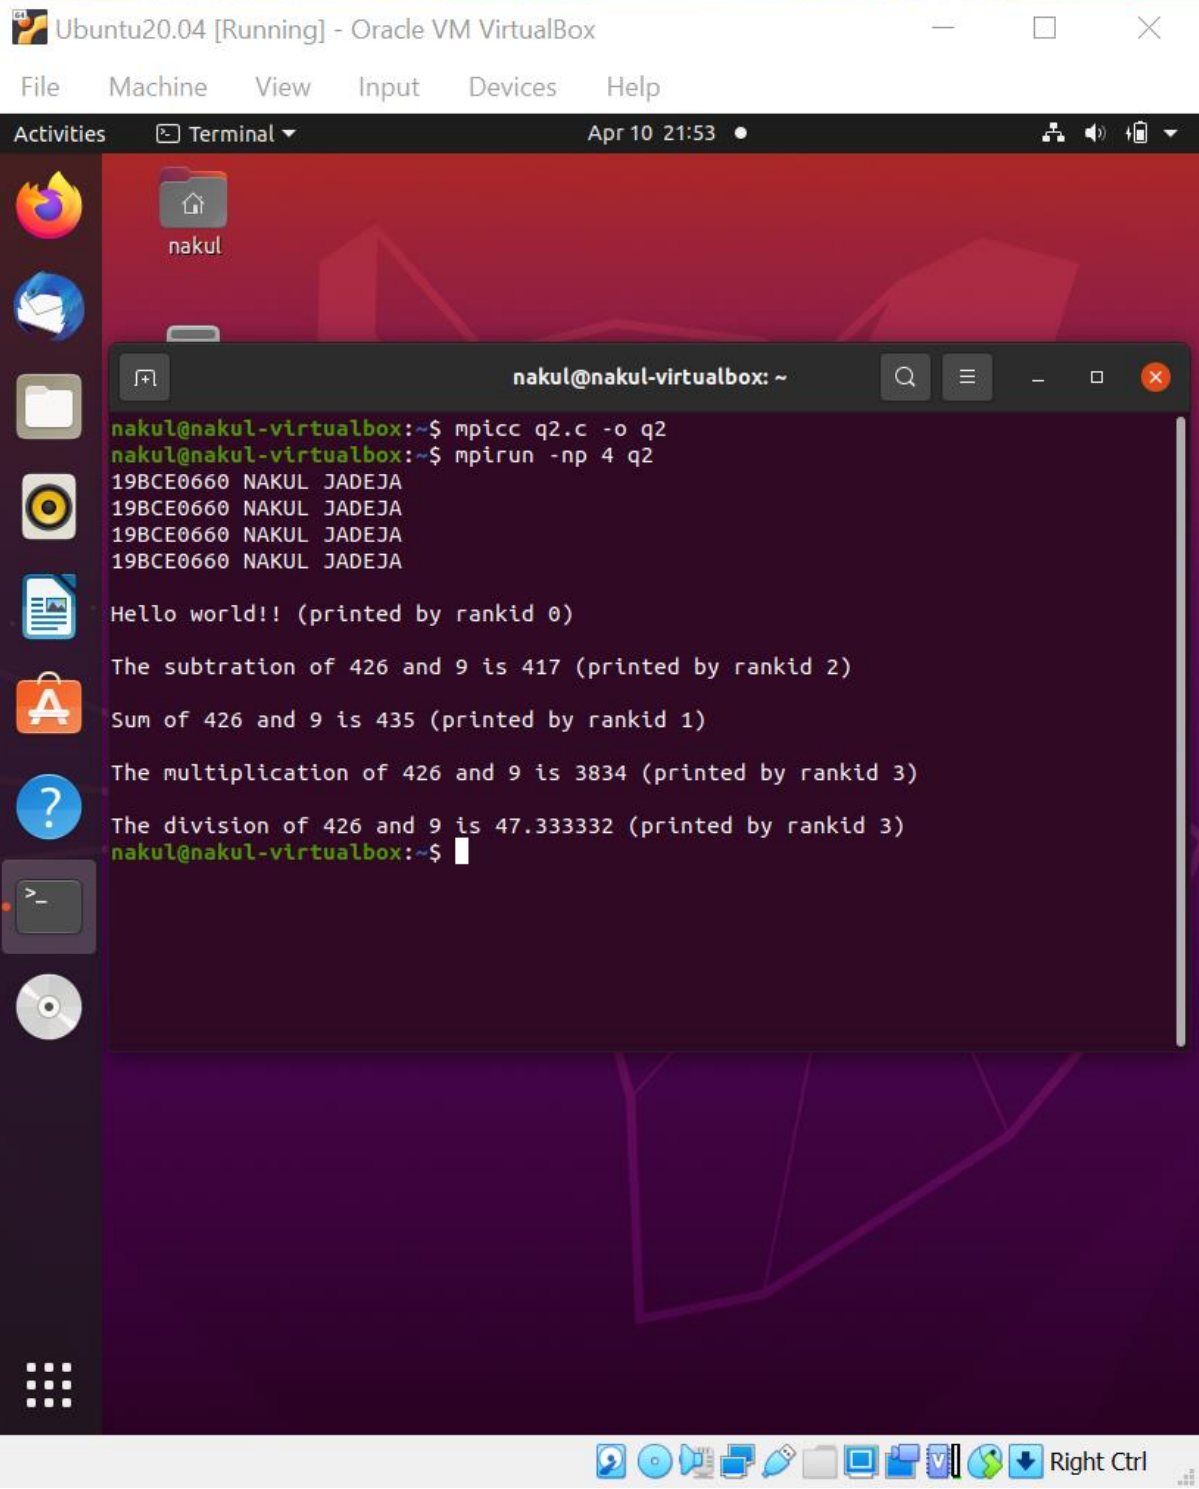 Ubuntu20.04 [Running] - Oracle VM VirtualBox
File Machine View Input Devices Help
Activities Terminal Apr 10 21:53
nakul
nakul@nakul-virtualbox: ~
nakul@nakul-virtualbox:~$ mpicc q2.c -o q2
nakul@nakul-virtualbox:~$ mpirun -np 4 q2
19BCE0660 NAKUL JADEJA
19BCE0660 NAKUL JADEJA
19BCE0660 NAKUL JADEJA
19BCE0660 NAKUL JADEJA
Hello world!! (printed by rankid 0)
The subtration of 426 and 9 is 417 (printed by rankid 2)
Sum of 426 and 9 is 435 (printed by rankid 1)
The multiplication of 426 and 9 is 3834 (printed by rankid 3)
The division of 426 and 9 is 47.333332 (printed by rankid 3)
nakul@nakul-virtualbox:~$
Right Ctrl